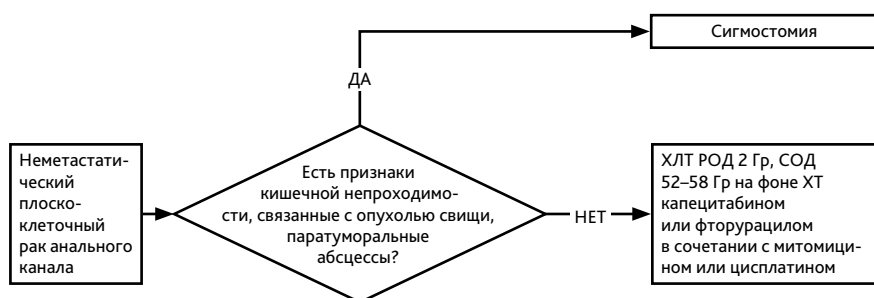 Сигмостомия
ДА
Неметастати-
ческий
плоско-
клеточный
рак анального
канала
Есть признаки
кишечной непроходимо-
сти, связанные с опухолью свищи,
паратуморальные
абсцессы?
НЕТ
ХЛТ РОД 2 Гр, СОД
52–58 Гр на фоне ХТ
капецитабином
или фторурацилом
в сочетании с митомици-
ном или цисплатином